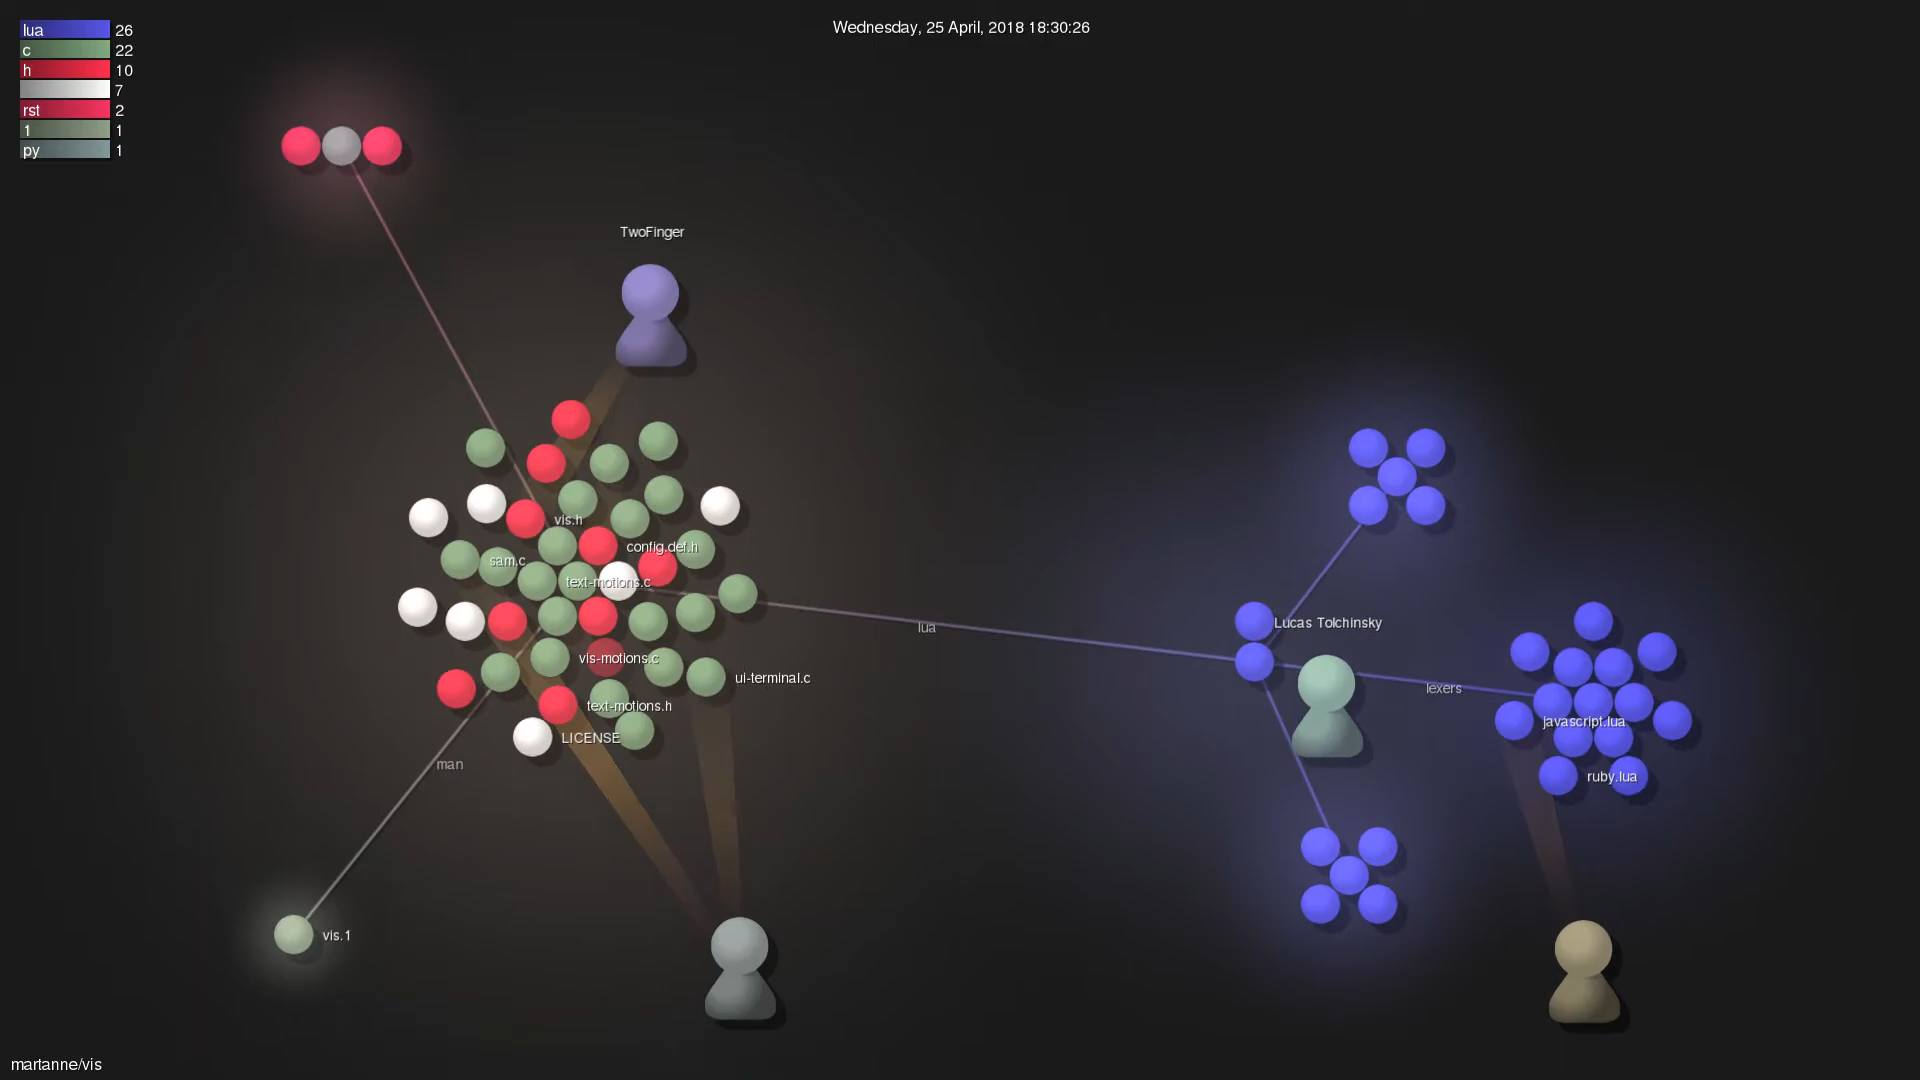 Wednesday, 25 April, 2018 18:30:26
lua 26
c 22
h 10
7
rst 2
1 1
py 1
TwoFinger
vis.h
config.def.h
sam.c
text-motions.c
lua
Lucas Tolchinsky
vis-motions.c
ui-terminal.c
lexers
text-motions.h
javascript.lua
LICENSE
man
ruby.lua
vis.1
martanne/vis